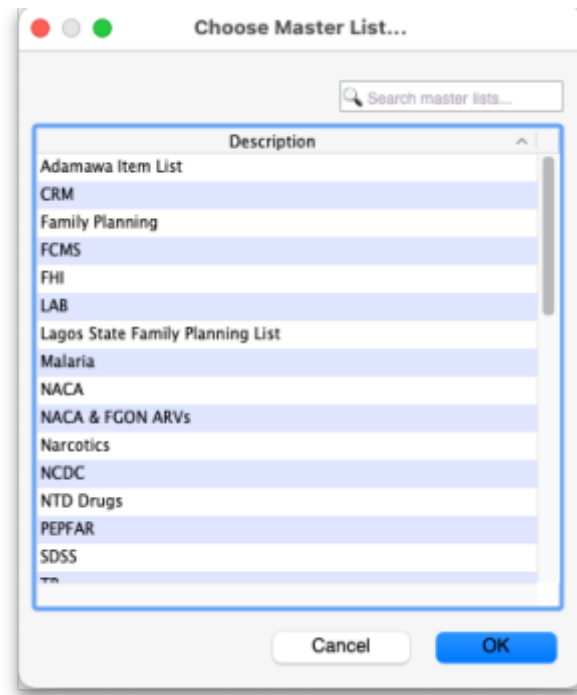 Choose Master List...
Search master lists...
Description
Adamawa Item List
CRM
Family Planning
FCMS
FHI
LAB
Lagos State Family Planning List
Malaria
NACA
NACA & FGON ARVs
Narcotics
NCDC
NTD Drugs
PEPFAR
SDSS
Cancel OK